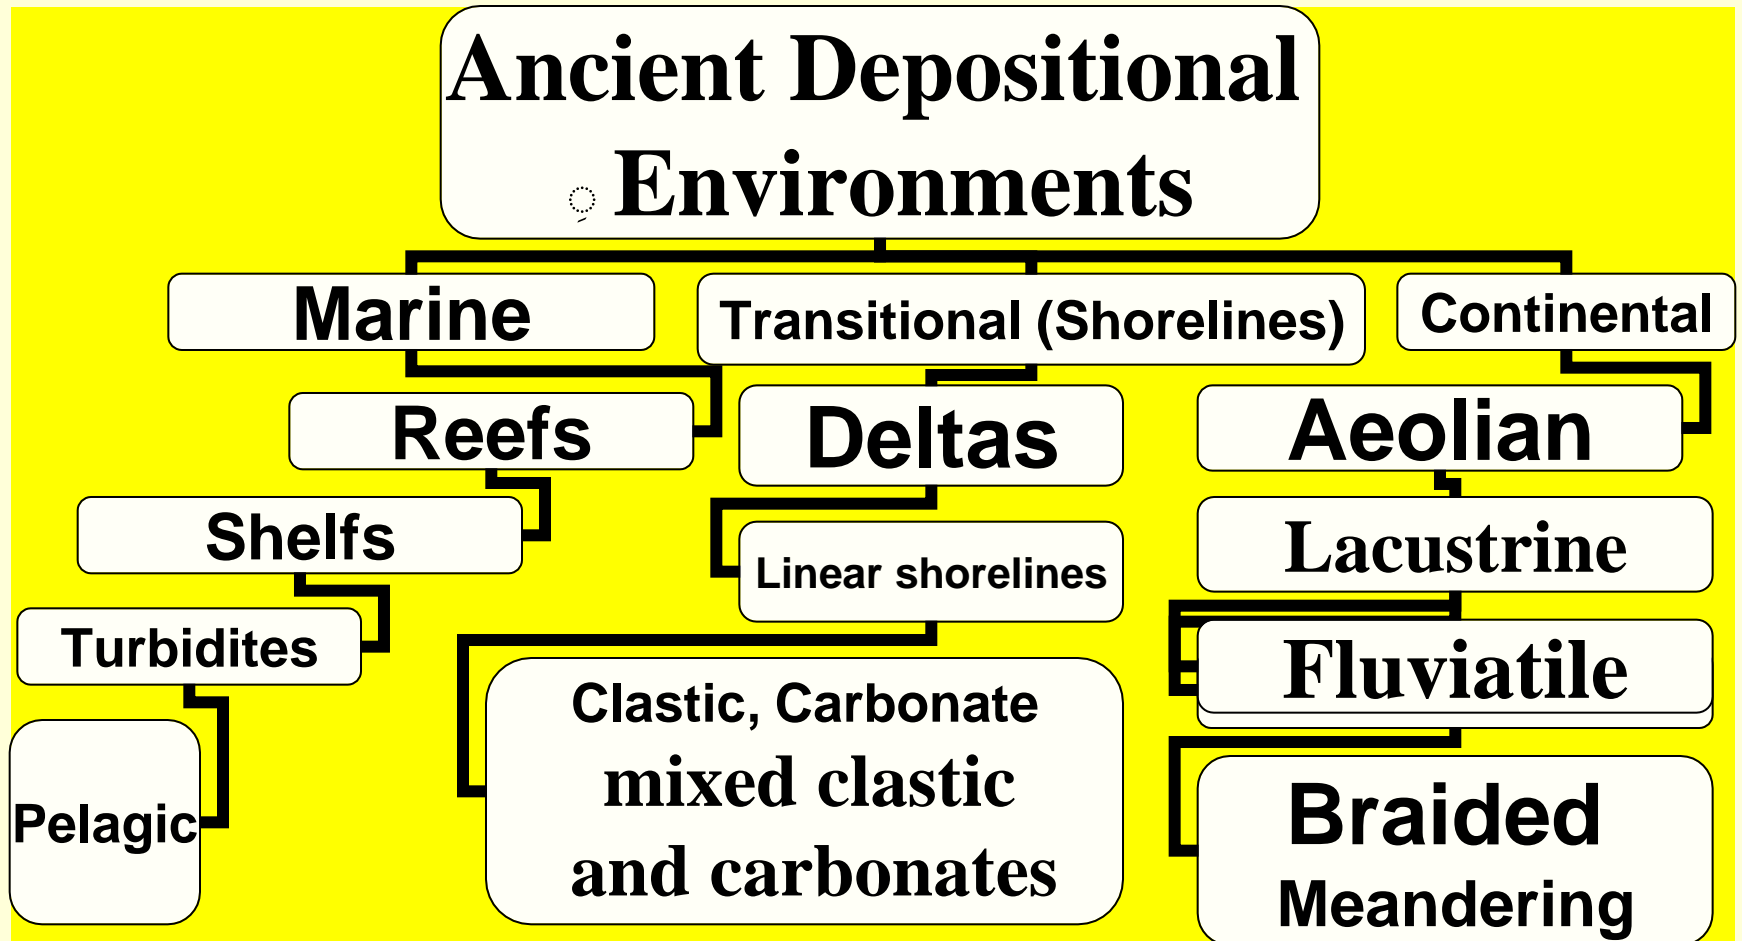 Ancient Depositional
Environments
Marine
Transitional (Shorelines)
Continental
Reefs
Deltas
Aeolian
Shelfs
Lacustrine
Linear shorelines
Turbidites
Fluviatile
Clastic, Carbonate
mixed clastic
and carbonates
Pelagic
Braided
Meandering